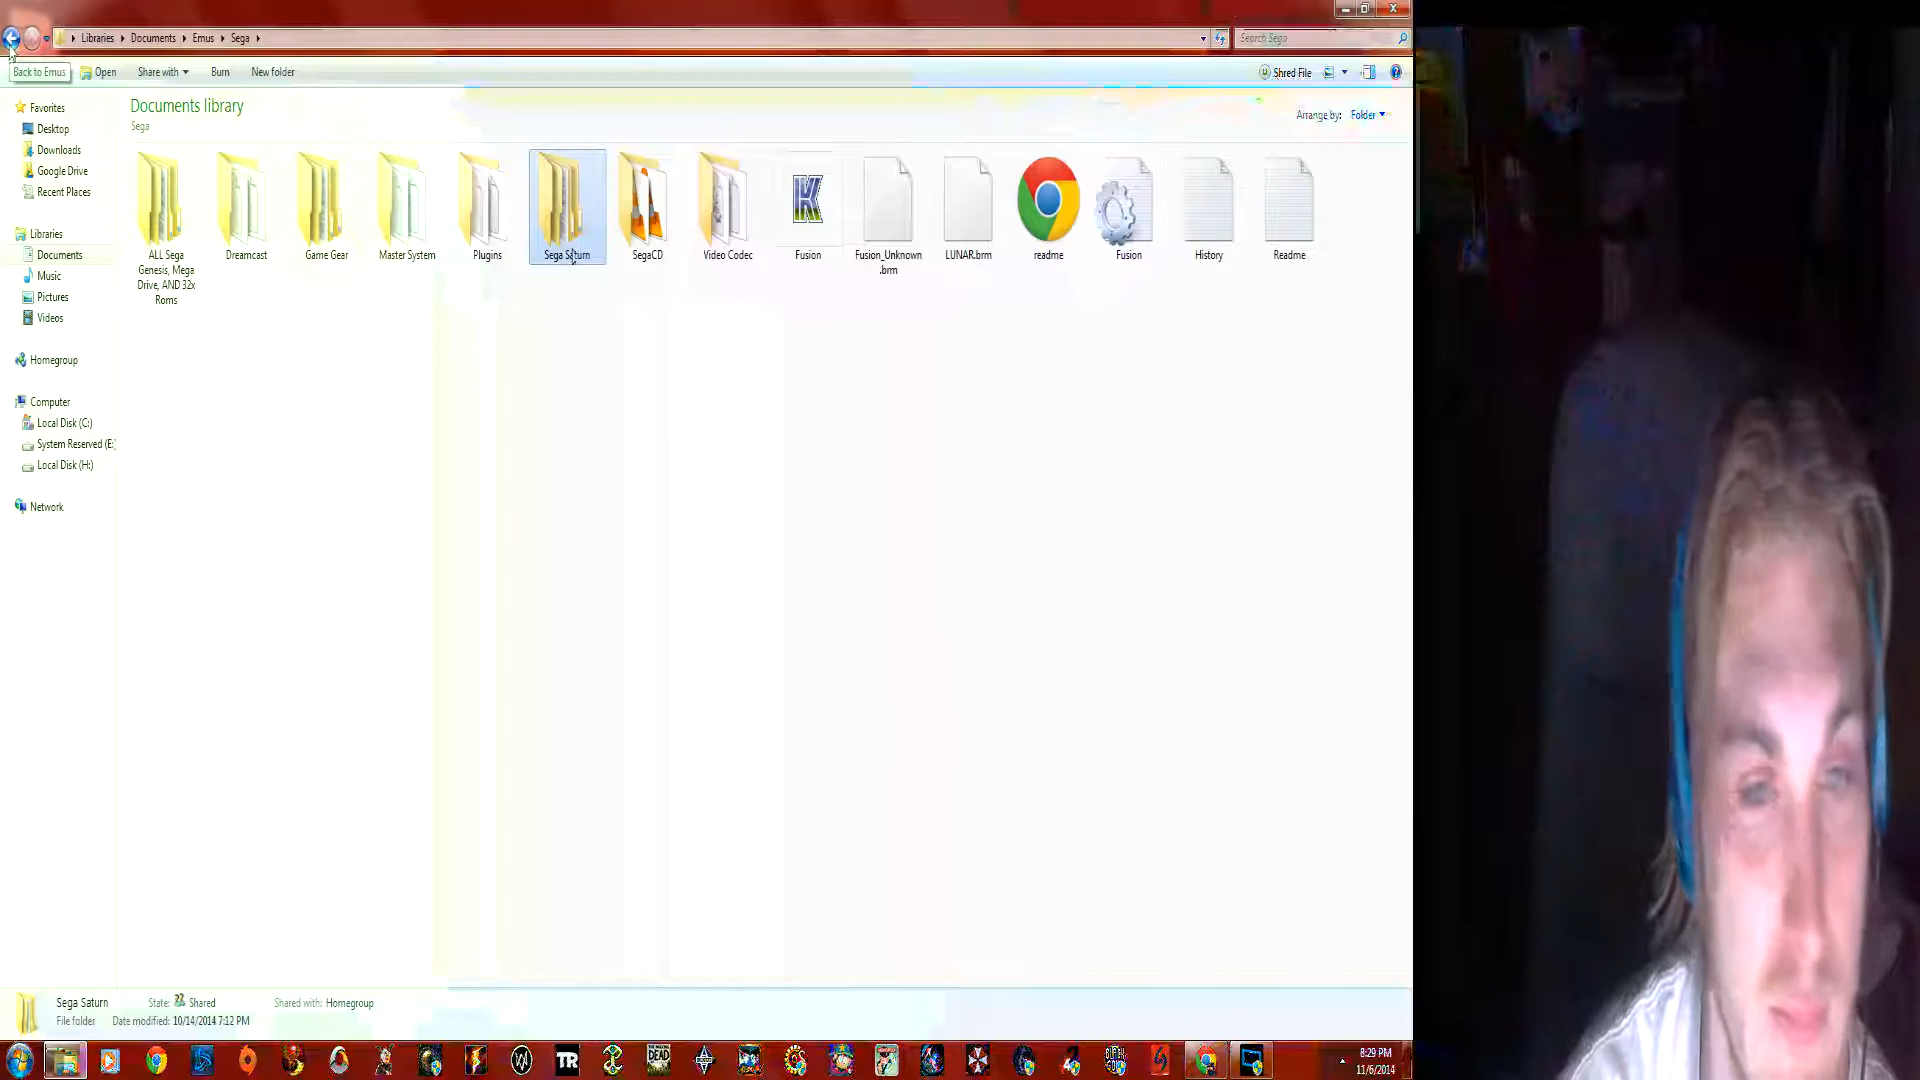 Libraries Documents Emus Sega
Search Sega
Back to Emus
Open Share with Burn New folder
Shred File
Favorites
Desktop
Downloads
Google Drive
Recent Places
Libraries
Documents
Music
Pictures
Videos
Homegroup
Computer
Local Disk (C:)
System Reserved (E:
Local Disk (H:)
Network
Documents library
Sega
Arrange by: Folder
ALL Sega
Genesis, Mega
Drive, AND 32x
Roms
Dreamcast
Game Gear
Master System
Plugins
Sega Saturn
SegaCD
Video Codec
Fusion
Fusion_Unknown
.brm
LUNAR.brm
readme
Fusion
History
Readme
Sega Saturn State: Shared Shared with: Homegroup
File folder Date modified: 10/14/2014 7:12 PM
TR
DEAD
8:29 PM
11/6/2014